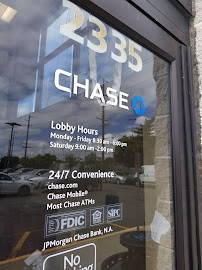 2335
CHASE
Lobby Hours
Monday - Friday 8:30 am - 6:00 pm
Saturday 9:00 am - 2:00 pm
24/7 Convenience
chase.com
Chase Mobile®
Most Chase ATMs
FDIC
SIPC
JPMorgan Chase Bank, N.A.
No